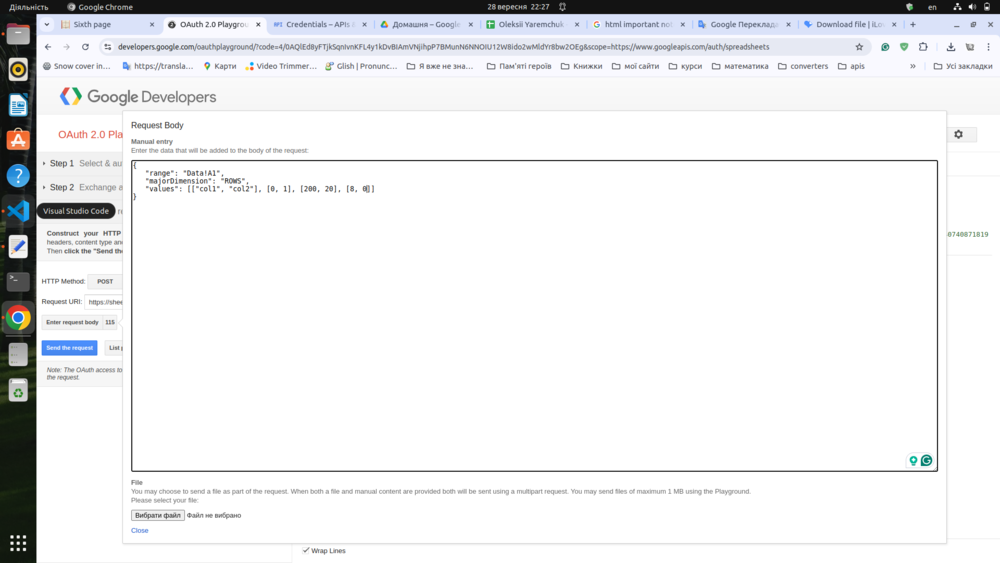 Діяльність
Google Chrome
28 вересня 22:27
en
Sixth page
OAuth 2.0 Playgrou
Credentials – APIs &
Домашня – Google
Oleksii Yaremchuk
html important not
Google Переклада
Download file | iLo
developers.google.com/oauthplayground/?code=4/0AQlEd8yFTjkSqnIvnKFL4y1kDvBIAmVNjihpP7BMunN6NNOIU12W8ido2wMidYr8bw2OEg&scope=https://www.googleapis.com/auth/spreadsheets
Snow cover in…
https://transla…
Карти
Video Trimmer…
Glish | Pronunc…
Я вже не зна…
Пам'яті героїв
Книжки
мої сайти
курси
математика
converters
apis
»
Усі закладки
Google Developers
OAuth 2.0 Pla
Step 1 Select & au
Step 2 Exchange a
Visual Studio Code
re
Construct your HTTP
headers, content type and
Then click the "Send the
HTTP Method: POST
Request URI: https://shee
Enter request body 115
Send the request
List p
Note: The OAuth access to
the request.
Request Body
Manual entry
Enter the data that will be added to the body of the request:
{
"range": "Data!A1",
"majorDimension": "ROWS",
"values": [["col1", "col2"], [0, 1], [200, 20], [8, 0]]
}
0740871819
File
You may choose to send a file as part of the request. When both a file and manual content are provided both will be sent using a multipart request. You may send files of maximum 1 MB using the Playground.
Please select your file:
Вибрати файл Файл не вибрано
Close
Wrap Lines